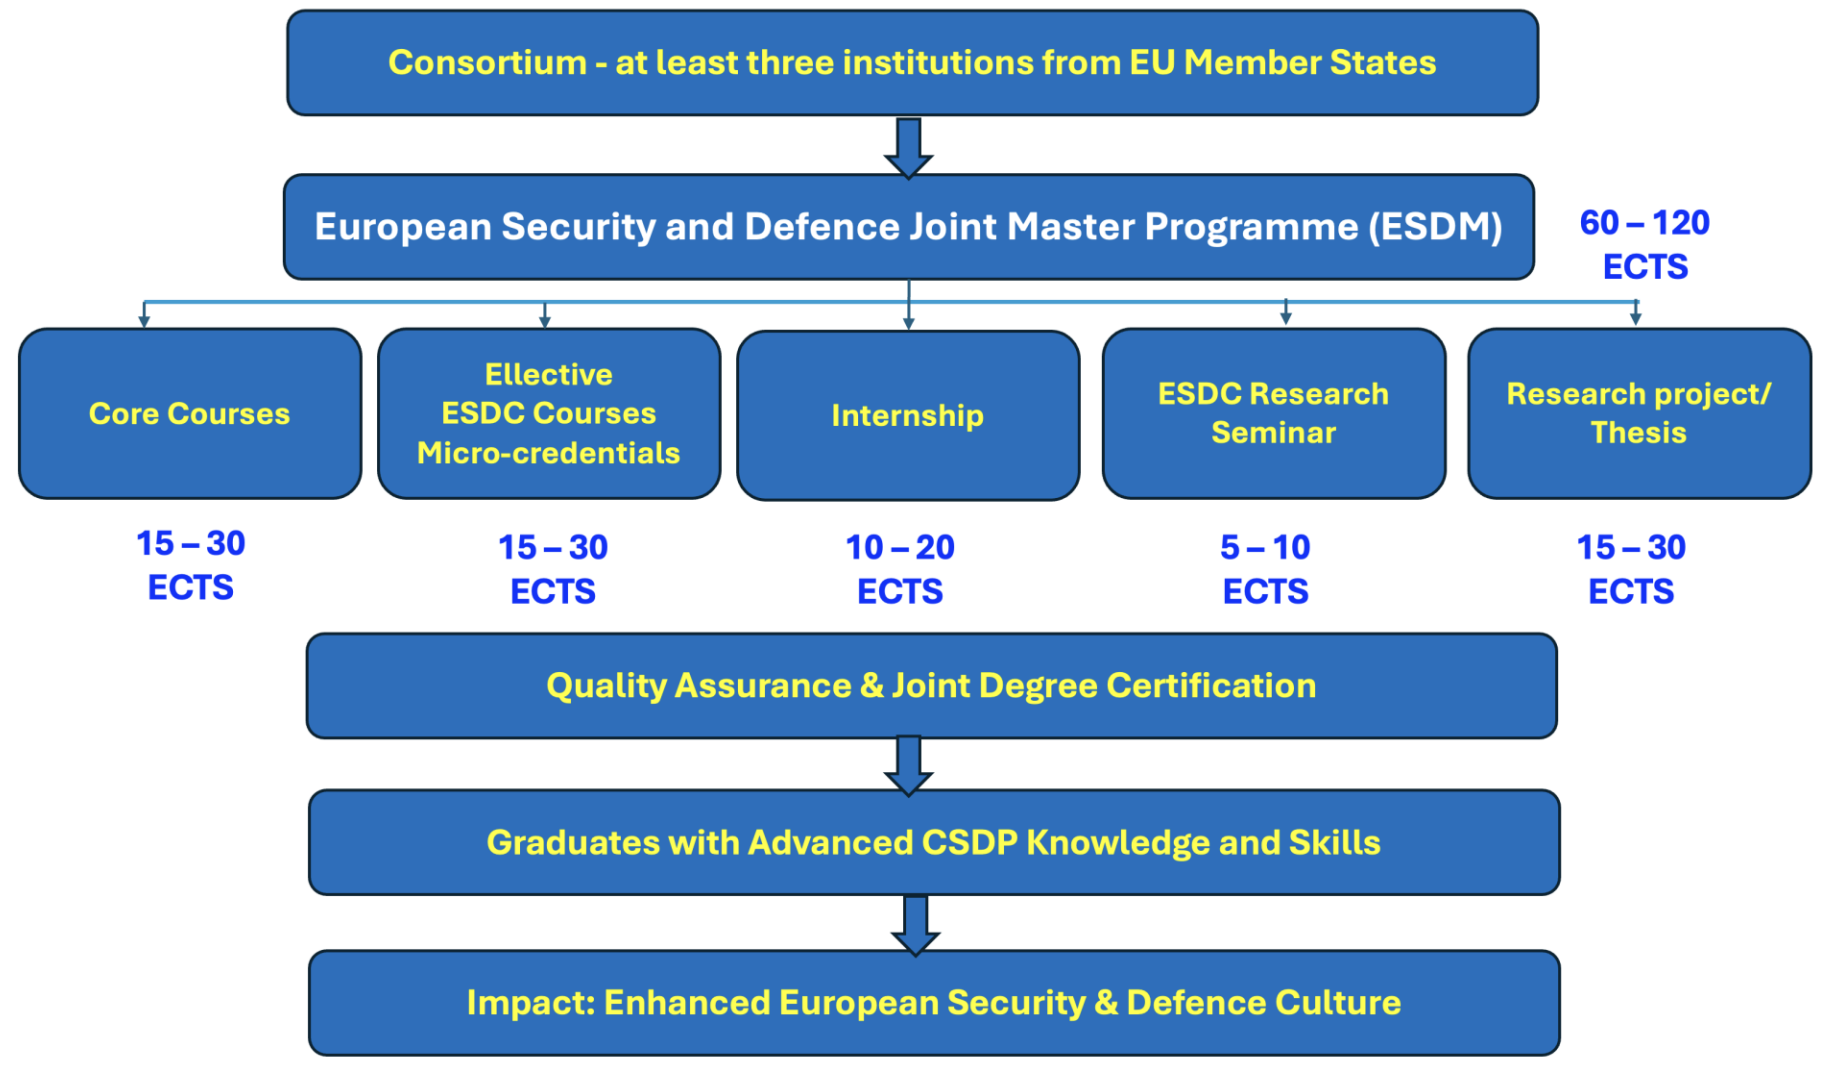 Consortium - at least three institutions from EU Member States
European Security and Defence Joint Master Programme (ESDM)
60 – 120
ECTS
Core Courses
Ellective
ESDC Courses
Micro-credentials
Internship
ESDC Research
Seminar
Research project/
Thesis
15 – 30
ECTS
15 – 30
ECTS
10 – 20
ECTS
5 – 10
ECTS
15 – 30
ECTS
Quality Assurance & Joint Degree Certification
Graduates with Advanced CSDP Knowledge and Skills
Impact: Enhanced European Security & Defence Culture